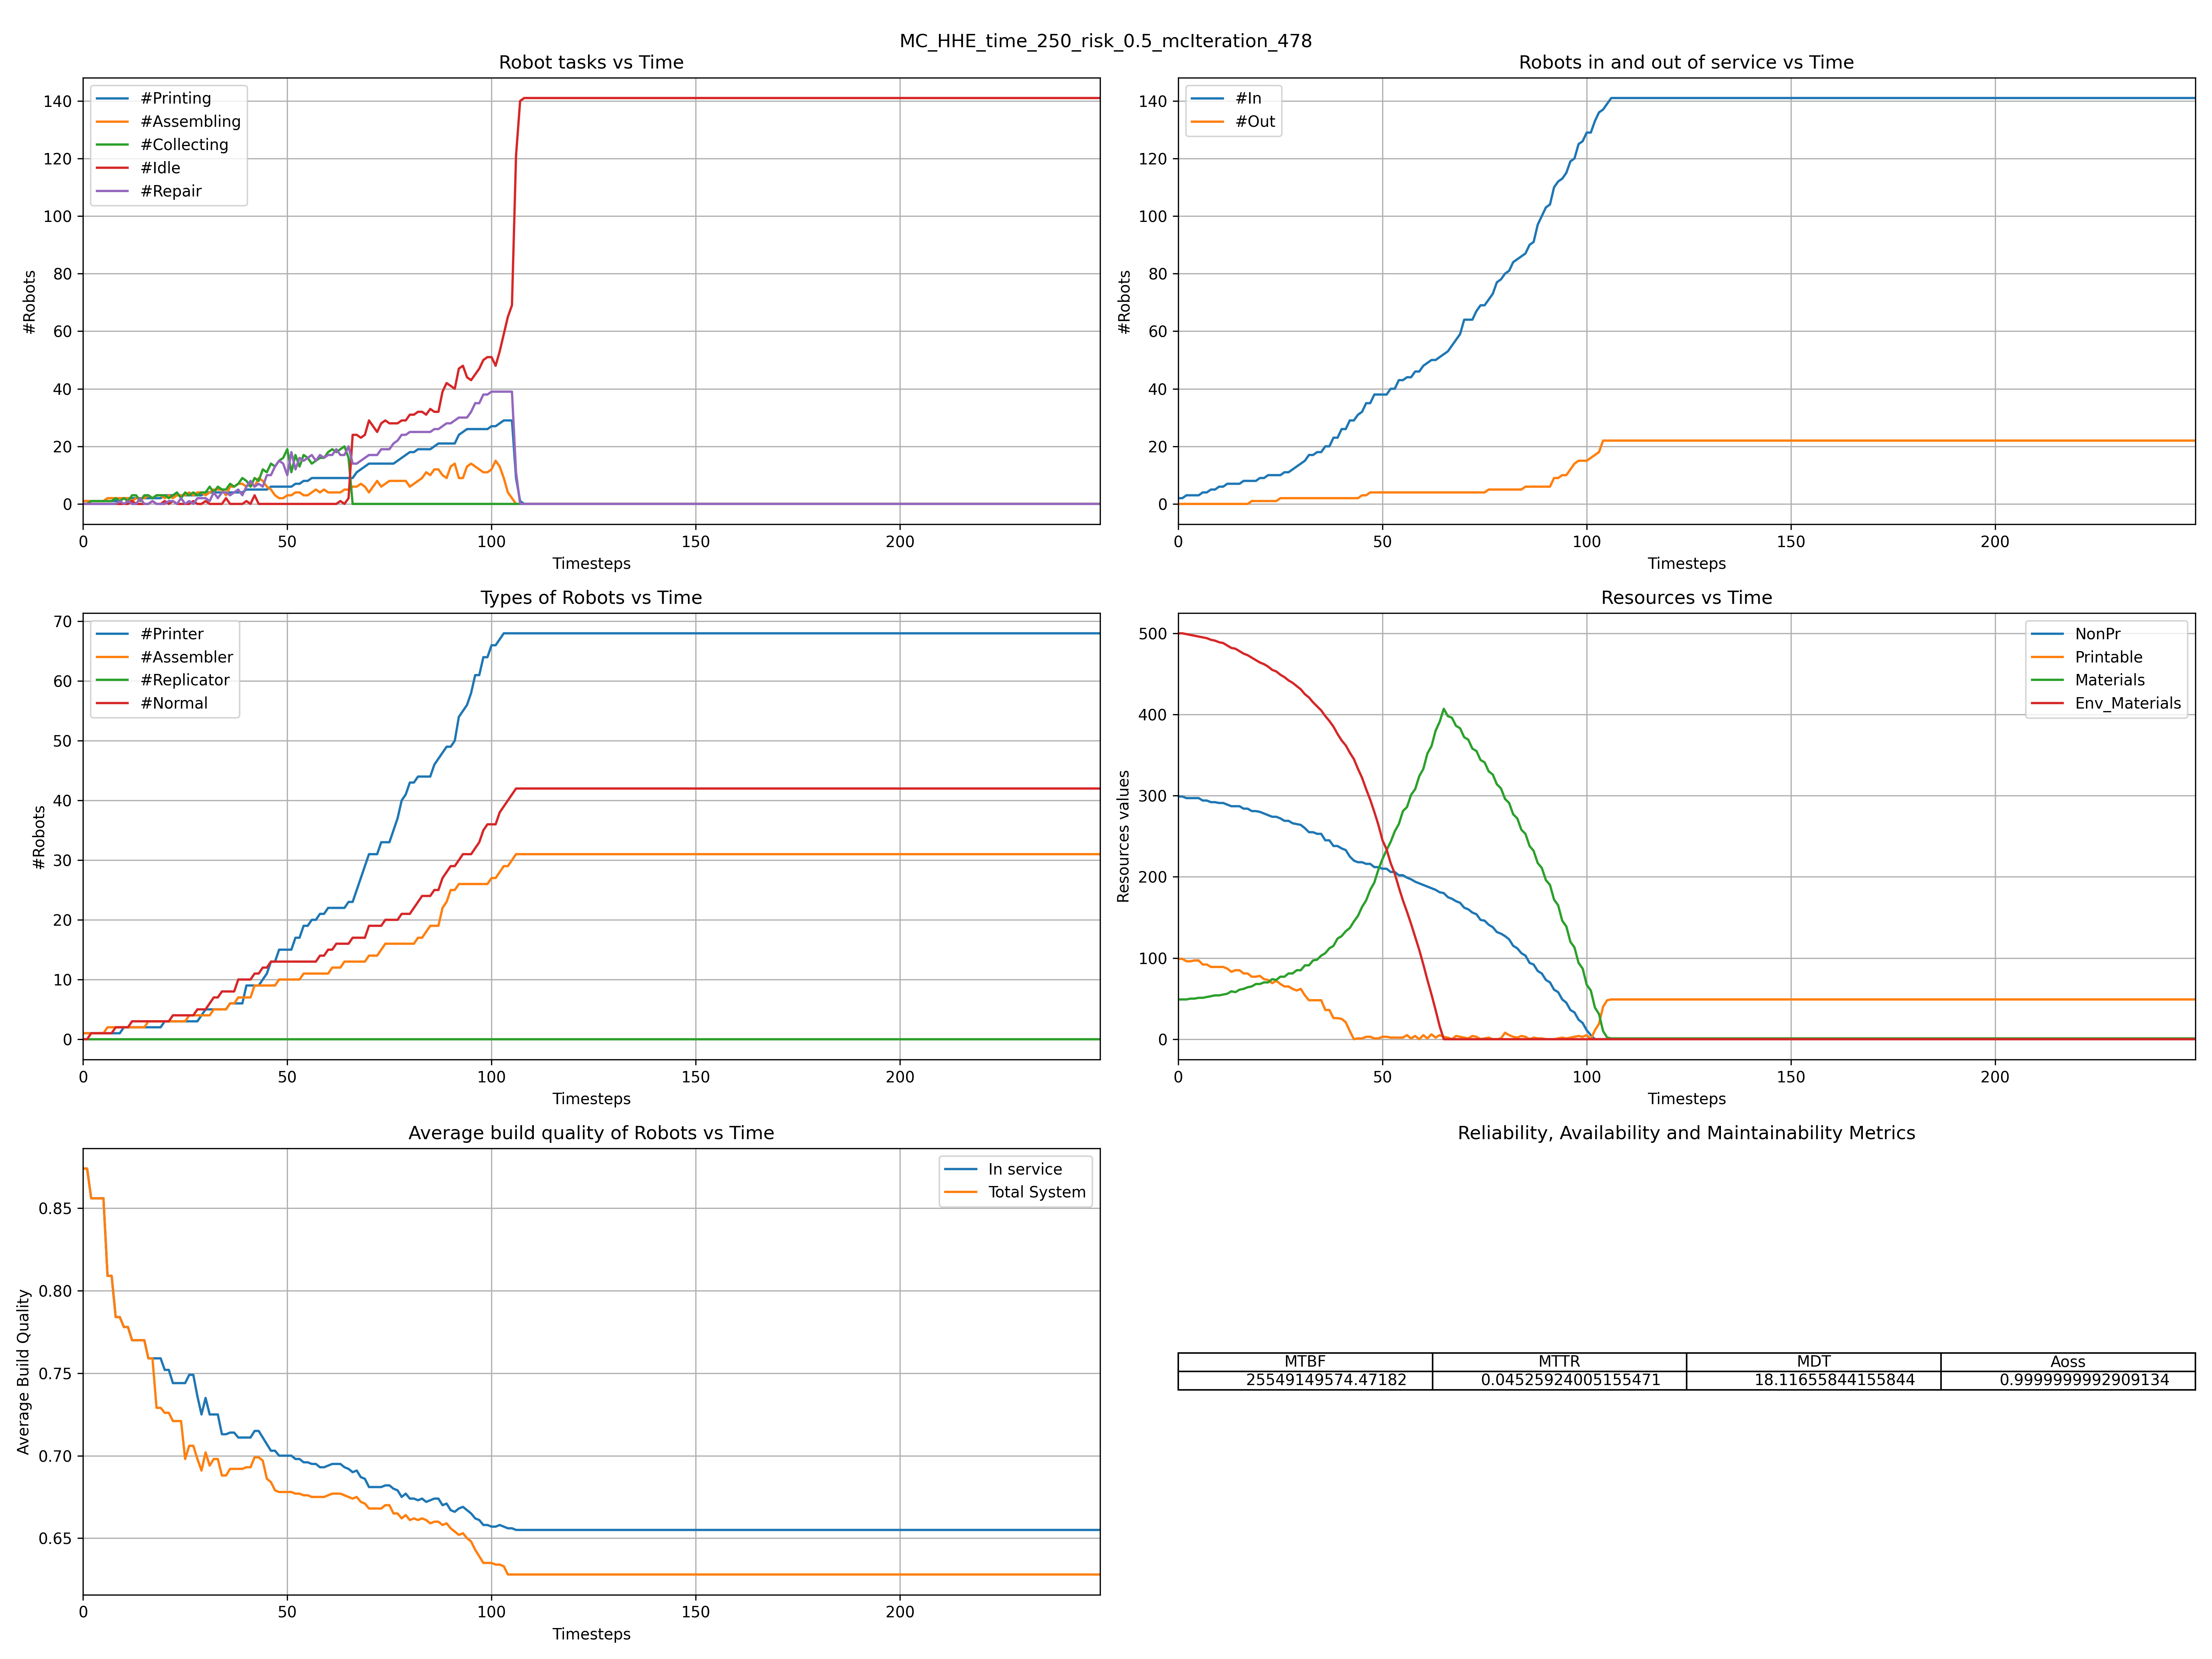 MC_HHE_time_250_risk_0.5_mcIteration_478
Robot tasks vs Time
#Printing
#Assembling
#Collecting
#Idle
#Repair
#Robots
140
120
100
80
60
40
20
0
0 50 100 150 200
Timesteps
Robots in and out of service vs Time
#In
#Out
#Robots
140
120
100
80
60
40
20
0
0 50 100 150 200
Timesteps
Types of Robots vs Time
#Printer
#Assembler
#Replicator
#Normal
#Robots
70
60
50
40
30
20
10
0
0 50 100 150 200
Timesteps
Resources vs Time
NonPr
Printable
Materials
Env_Materials
Resources values
500
400
300
200
100
0
0 50 100 150 200
Timesteps
Average build quality of Robots vs Time
In service
Total System
Average Build Quality
0.85
0.80
0.75
0.70
0.65
0 50 100 150 200
Timesteps
Reliability, Availability and Maintainability Metrics
MTBF MTTR MDT Aoss
25549149574.47182 0.04525924005155471 18.11655844155844 0.9999999992909134